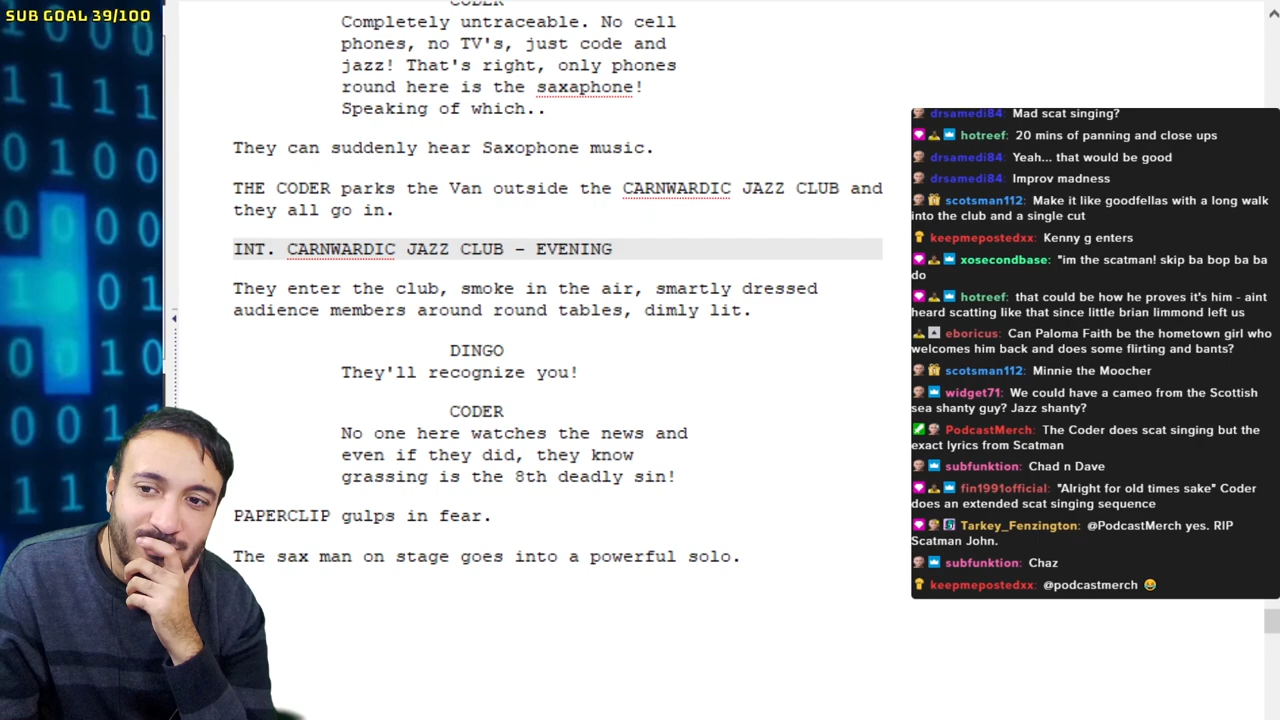 SUB GOAL 39/100
CODER
Completely untraceable. No cell
phones, no TV's, just code and
jazz! That's right, only phones
round here is the saxaphone!
Speaking of which..
They can suddenly hear Saxophone music.
THE CODER parks the Van outside the CARNWARDIC JAZZ CLUB and
they all go in.
INT. CARNWARDIC JAZZ CLUB - EVENING
They enter the club, smoke in the air, smartly dressed
audience members around round tables, dimly lit.
DINGO
They'll recognize you!
CODER
No one here watches the news and
even if they did, they know
grassing is the 8th deadly sin!
PAPERCLIP gulps in fear.
The sax man on stage goes into a powerful solo.
drsamedi84: Mad scat singing?
hotreef: 20 mins of panning and close ups
drsamedi84: Yeah... that would be good
drsamedi84: Improv madness
scotsman112: Make it like goodfellas with a long walk
into the club and a single cut
keepmepostedxx: Kenny g enters
xosecondbase: "im the scatman! skip ba bop ba ba
do
hotreef: that could be how he proves it's him - aint
heard scatting like that since little brian limmond left us
eboricus: Can Paloma Faith be the hometown girl who
welcomes him back and does some flirting and bants?
scotsman112: Minnie the Moocher
widget71: We could have a cameo from the Scottish
sea shanty guy? Jazz shanty?
PodcastMerch: The Coder does scat singing but the
exact lyrics from Scatman
subfunktion: Chad n Dave
fin1991official: "Alright for old times sake" Coder
does an extended scat singing sequence
Tarkey_Fenzington: @PodcastMerch yes. RIP
Scatman John.
subfunktion: Chaz
keepmepostedxx: @podcastmerch 😂